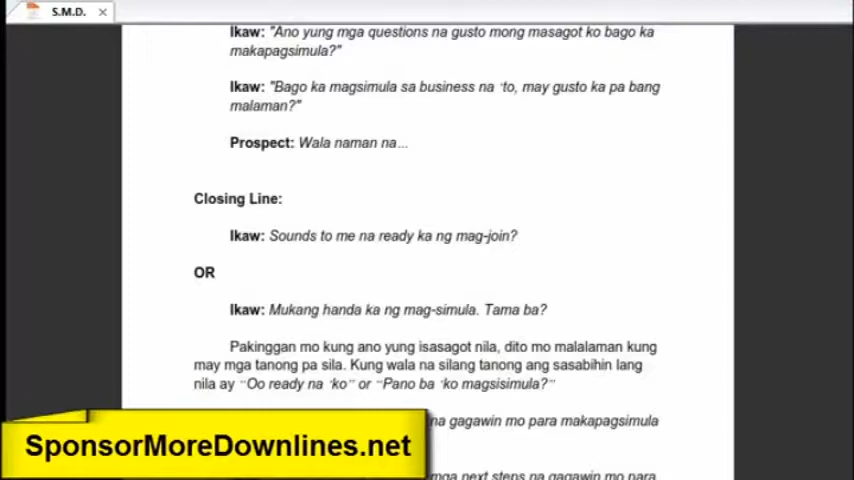 S.M.D.
Ikaw: "Ano yung mga questions na gusto mong masagot ko bago ka
makapagsimula?"
Ikaw: "Bago ka magsimula sa business na 'to, may gusto ka pa bang
malaman?"
Prospect: Wala naman na...
Closing Line:
Ikaw: Sounds to me na ready ka ng mag-join?
OR
Ikaw: Mukang handa ka ng mag-simula. Tama ba?
Pakinggan mo kung ano yung isasagot nila, dito mo malalaman kung
may mga tanong pa sila. Kung wala na silang tanong ang sasabihin lang
nila ay "Oo ready na 'ko" or "Pano ba 'ko magsisimula?"
na gagawin mo para makapagsimula
SponsorMoreDownlines.net
mga next steps na gagawin mo para